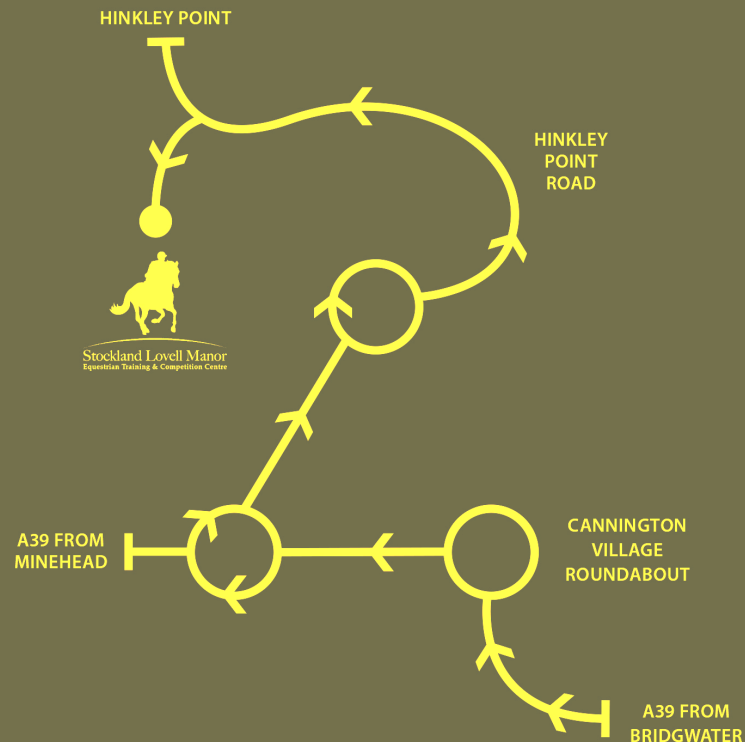 HINKLEY POINT
HINKLEY
POINT
ROAD
Stockland Lovell Manor
Equestrian Training & Competition Centre
A39 FROM
MINEHEAD
CANNINGTON
VILLAGE
ROUNDABOUT
A39 FROM
BRIDGWATER